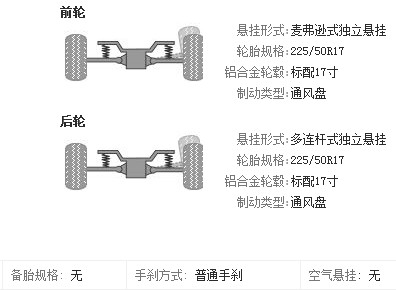 前轮
悬挂形式:麦弗逊式独立悬挂
轮胎规格:225/50R17
铝合金轮毂:标配17寸
制动类型:通风盘
后轮
悬挂形式:多连杆式独立悬挂
轮胎规格:225/50R17
铝合金轮毂:标配17寸
制动类型:通风盘
备胎规格: 无 手刹方式: 普通手刹 空气悬挂: 无